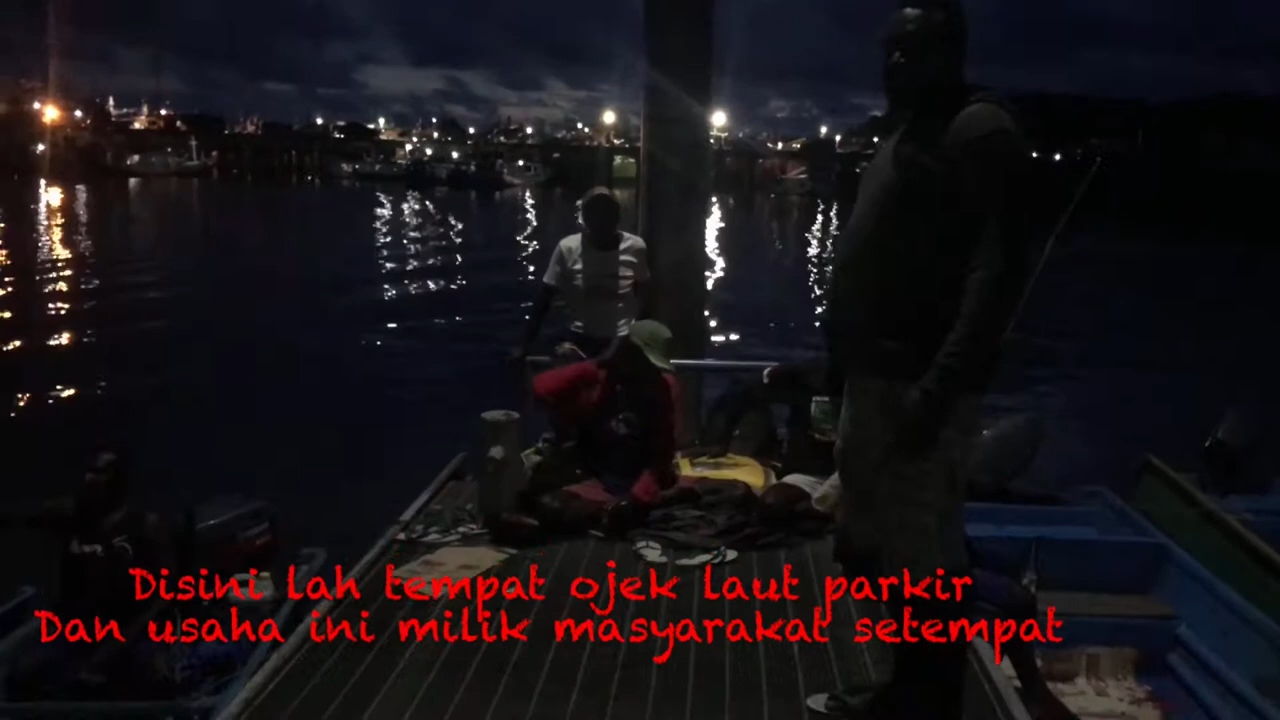 Disini lah tempat ojek laut parkir
Dan usaha ini milik masyarakat setempat